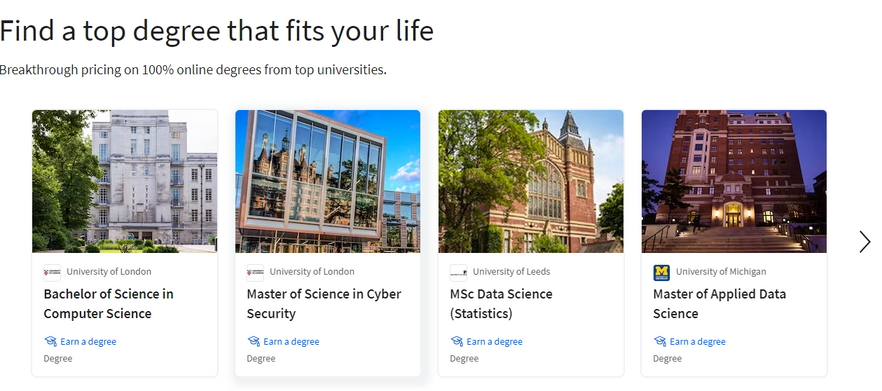 Find a top degree that fits your life
Breakthrough pricing on 100% online degrees from top universities.
University of London
Bachelor of Science in
Computer Science
Earn a degree
Degree
University of London
Master of Science in Cyber
Security
Earn a degree
Degree
University of Leeds
MSc Data Science
(Statistics)
Earn a degree
Degree
M
University of Michigan
Master of Applied Data
Science
Earn a degree
Degree